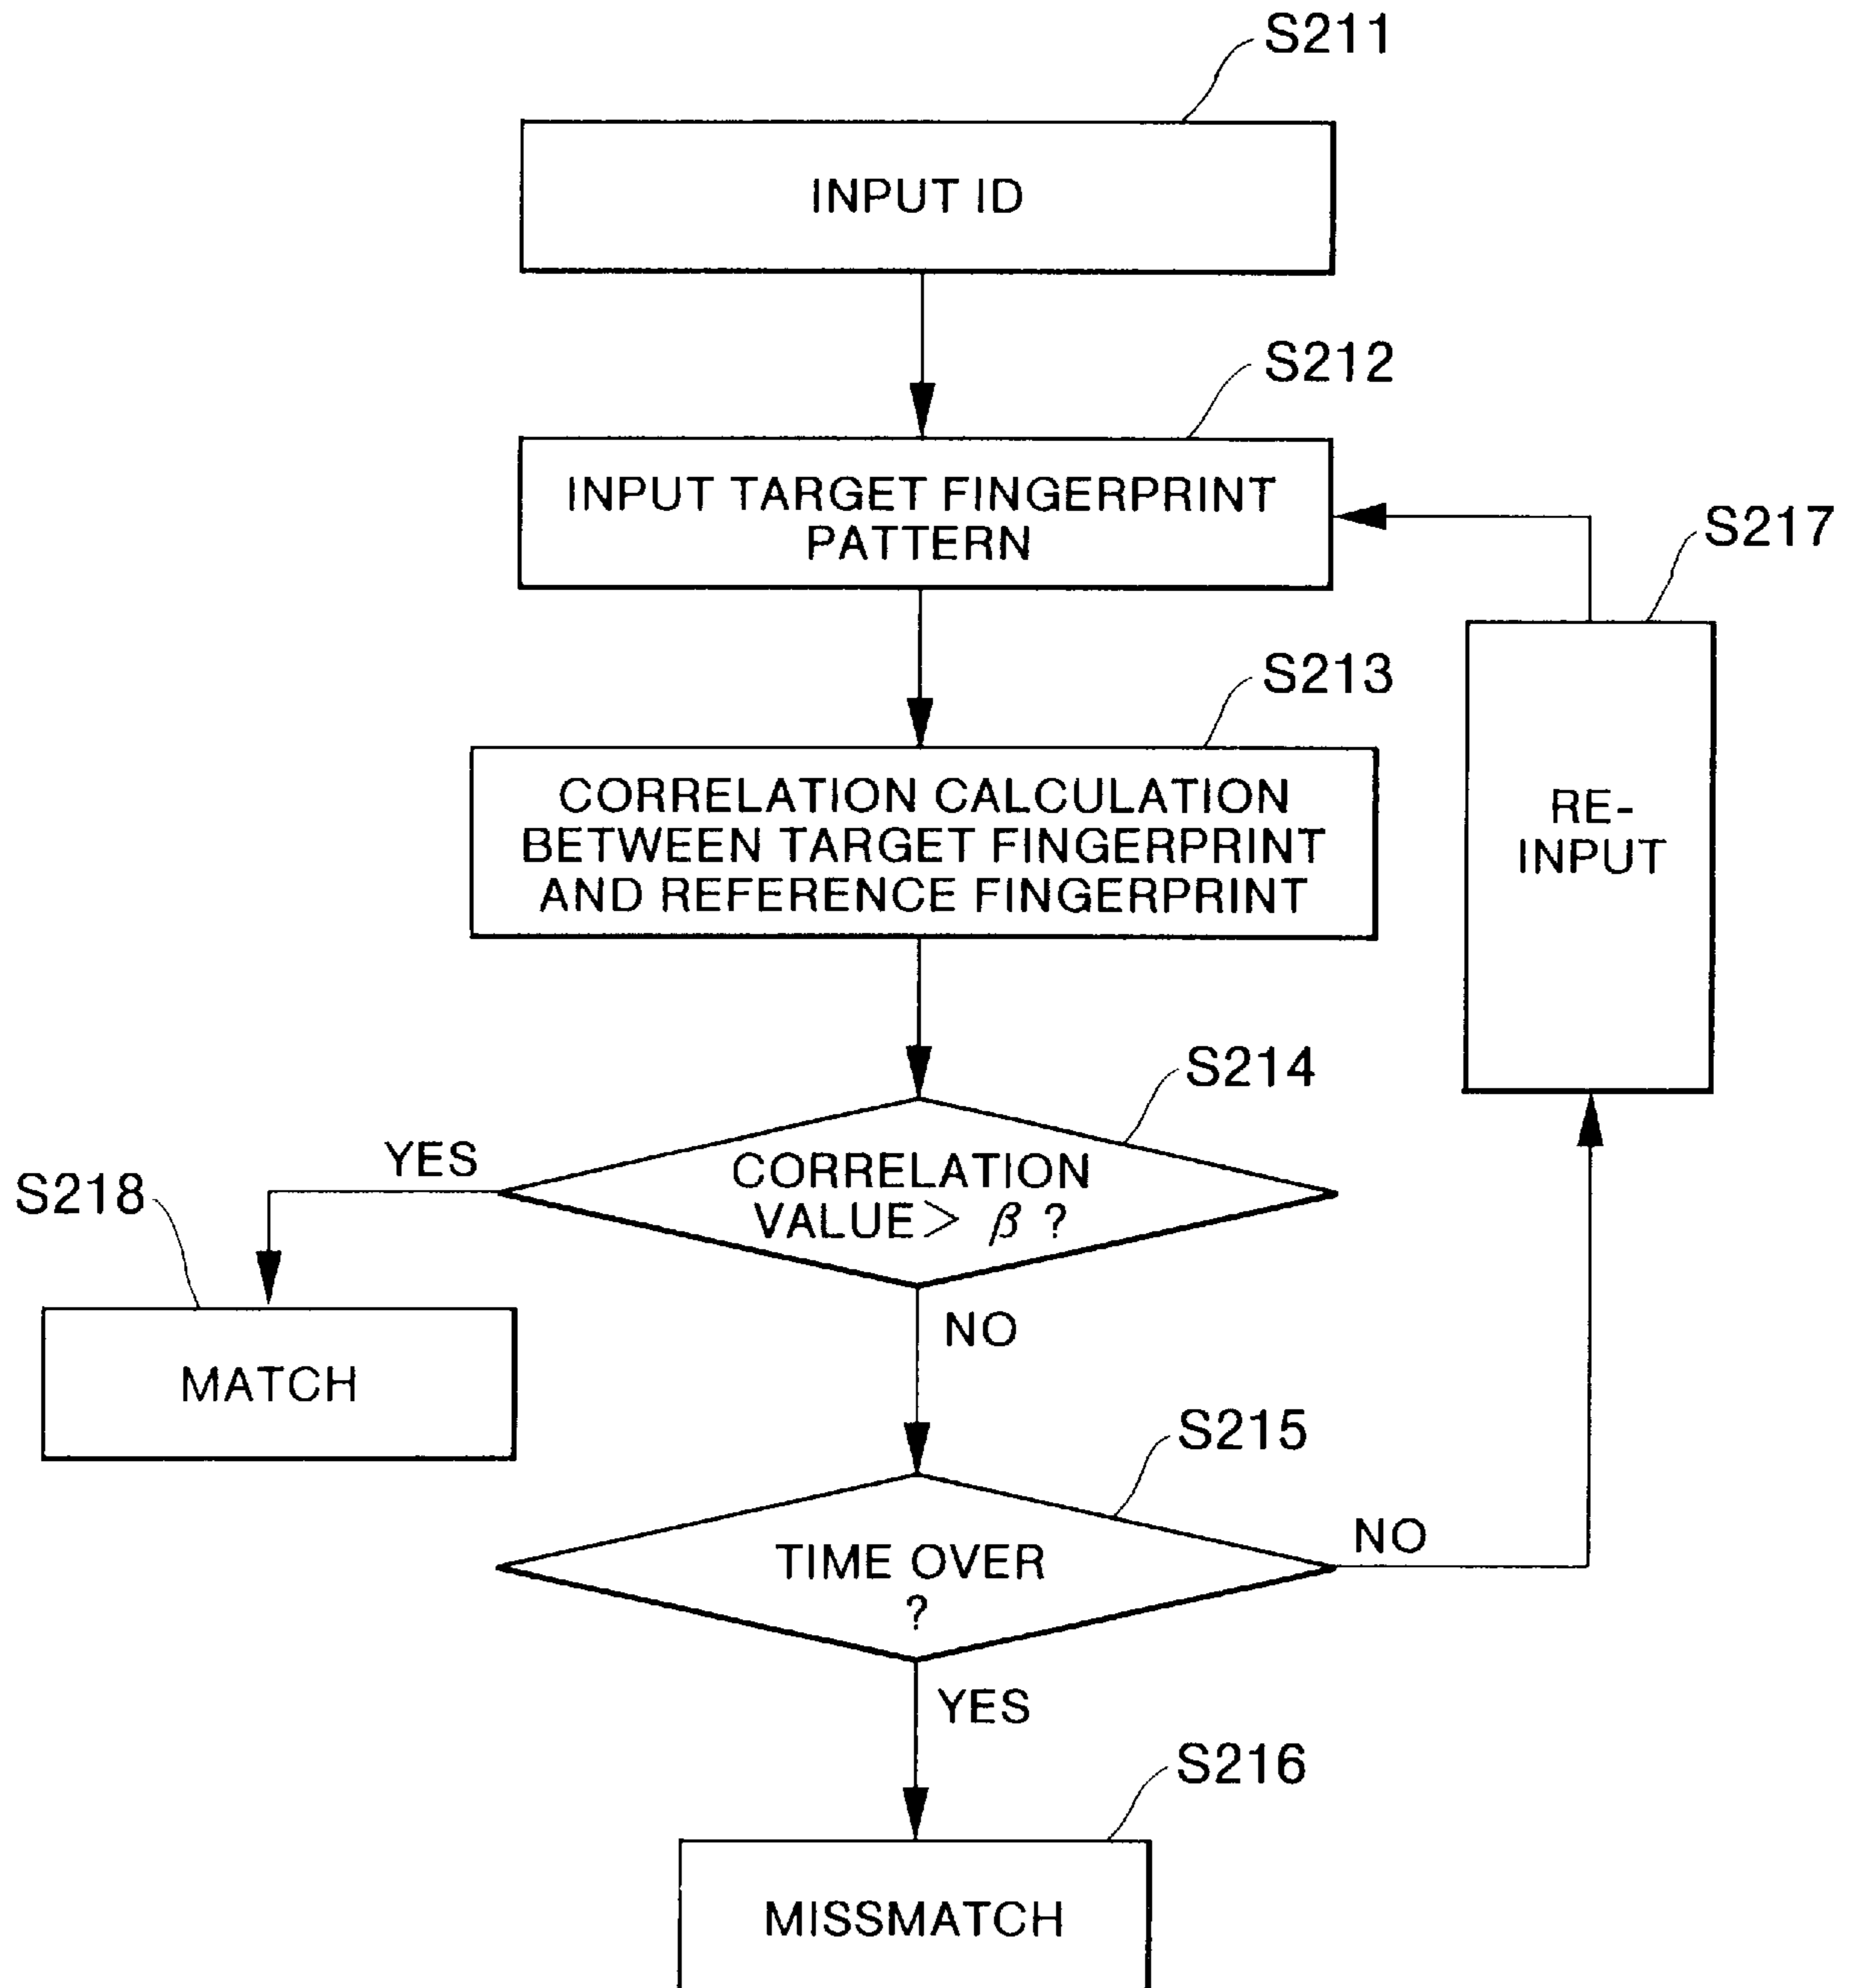 S211
INPUT ID
S212
INPUT TARGET FINGERPRINT
PATTERN
S217
S213
CORRELATION CALCULATION
BETWEEN TARGET FINGERPRINT
AND REFERENCE FINGERPRINT
RE-
INPUT
S214
YES
CORRELATION
VALUE > β ?
S218
NO
MATCH
S215
NO
TIME OVER
?
YES
S216
MISSMATCH